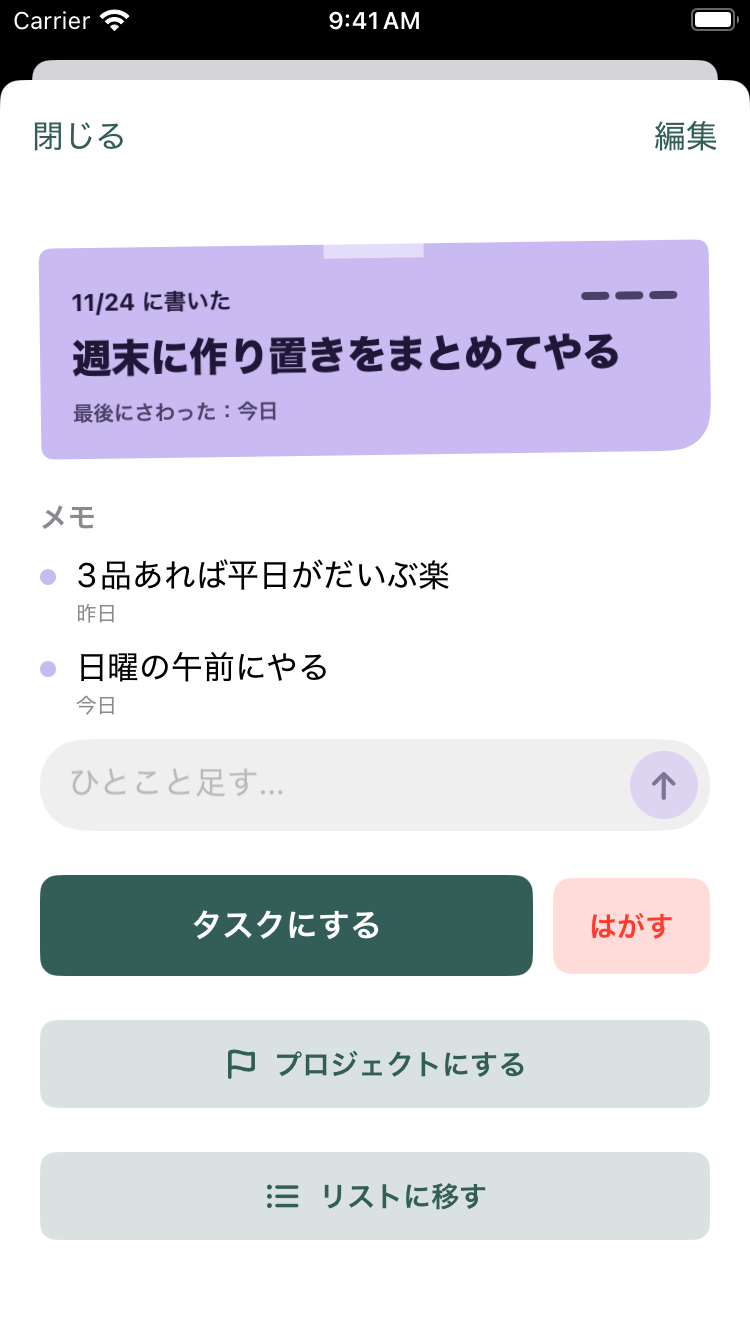 Carrier
9:41 AM
閉じる
編集
11/24 に書いた
週末に作り置きをまとめてやる
最後にさわった：今日
メモ
3品あれば平日がだいぶ楽
昨日
日曜の午前にやる
今日
ひとこと足す...
タスクにする
はがす
プロジェクトにする
リストに移す